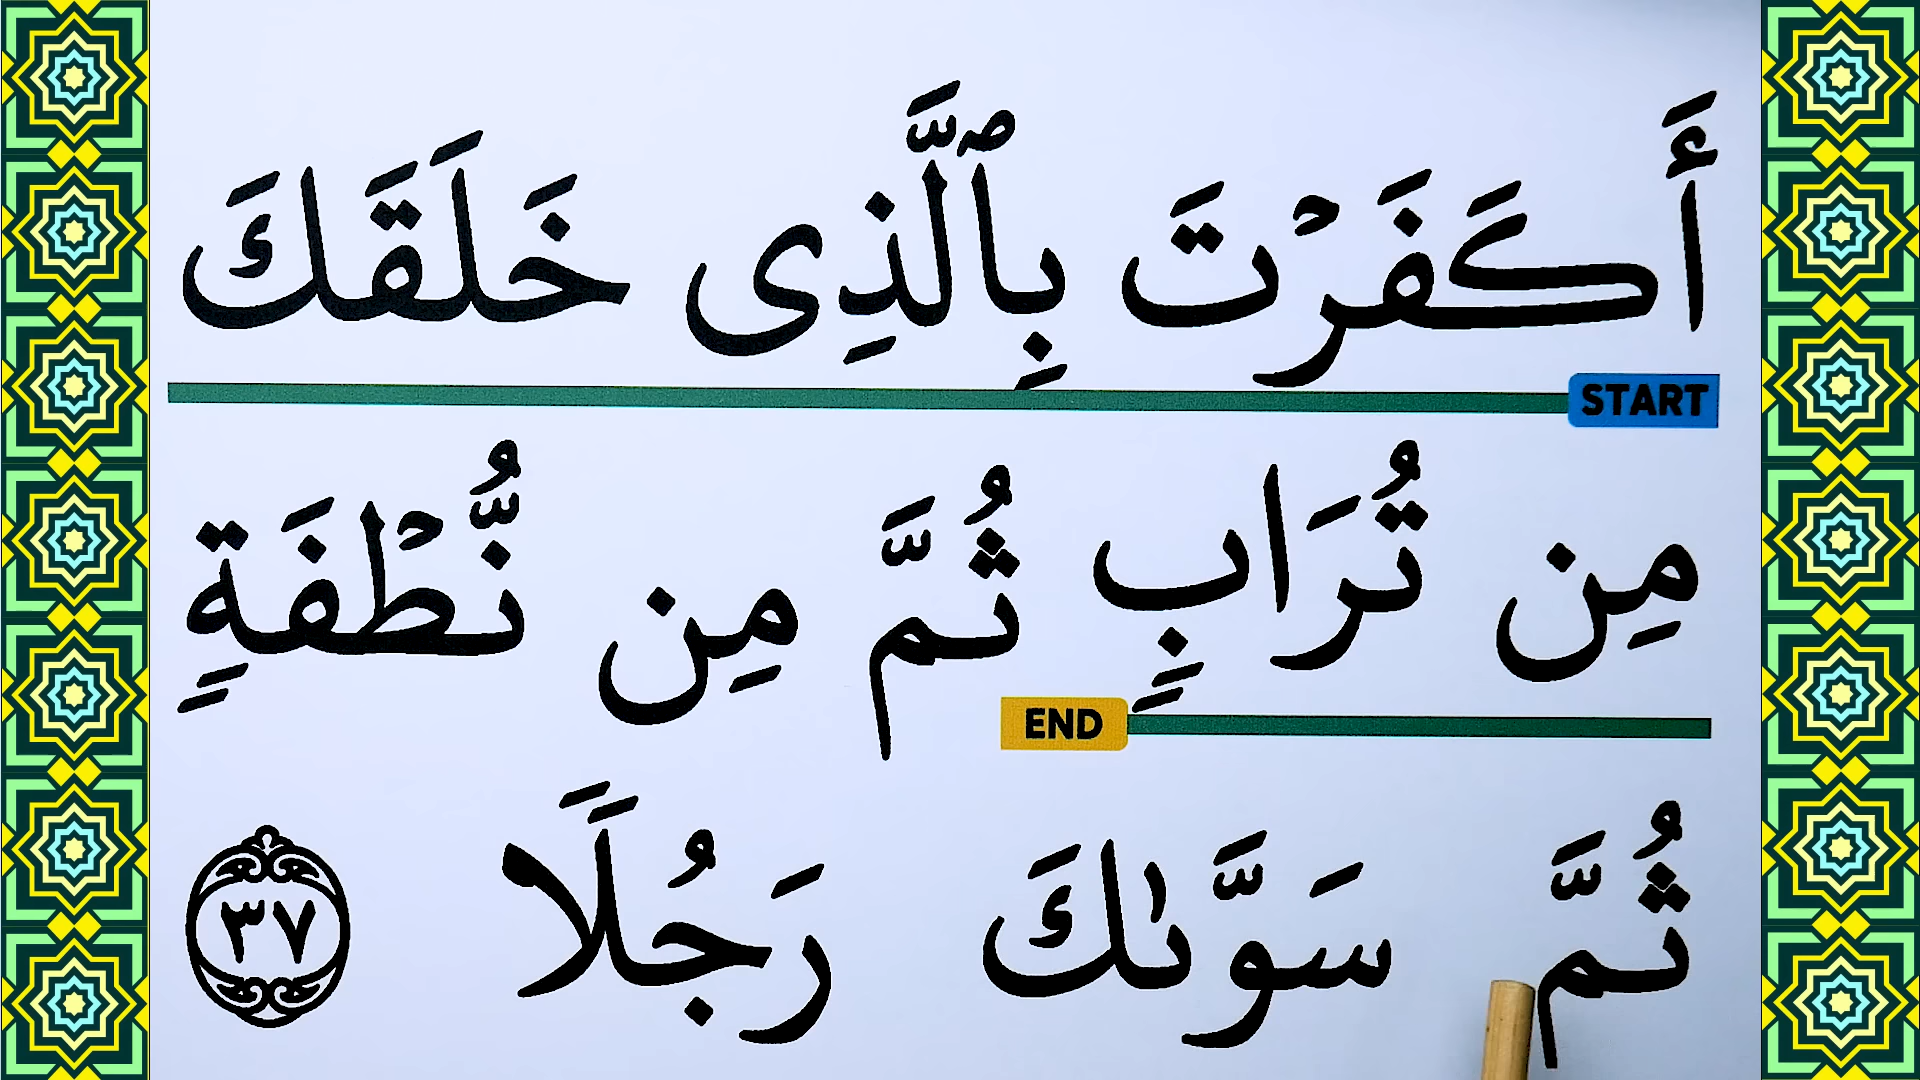 أَكَفَرۡتَ بِٱلَّذِى خَلَقَكَ
START
مِن تُرَابٍ ثُمَّ مِن نُّطۡفَةٍ
END
ثُمَّ سَوَّىٰكَ رَجُلًا ٣٧